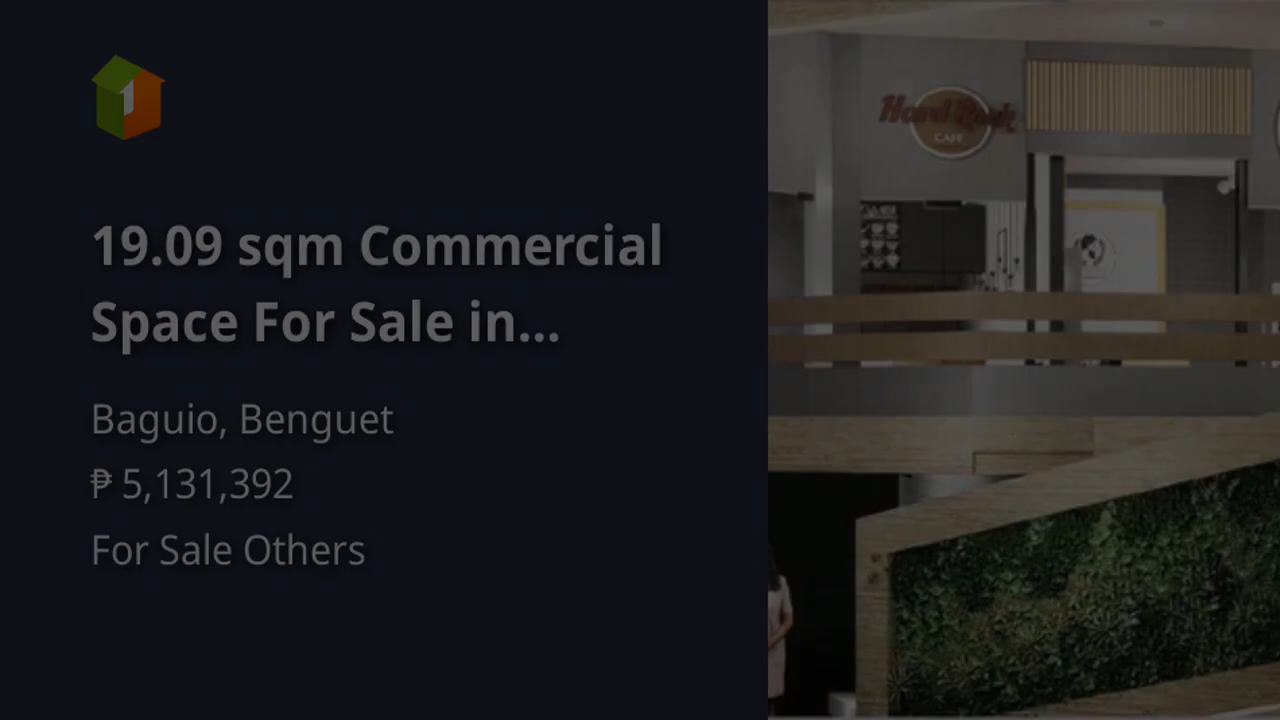 19.09 sqm Commercial
Space For Sale in...
Baguio, Benguet
₱ 5,131,392
For Sale Others
Hard Rock
CAFE